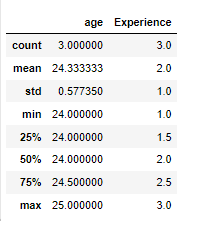 age Experience
count 3.000000 3.0
mean 24.333333 2.0
std 0.577350 1.0
min 24.000000 1.0
25% 24.000000 1.5
50% 24.000000 2.0
75% 24.500000 2.5
max 25.000000 3.0